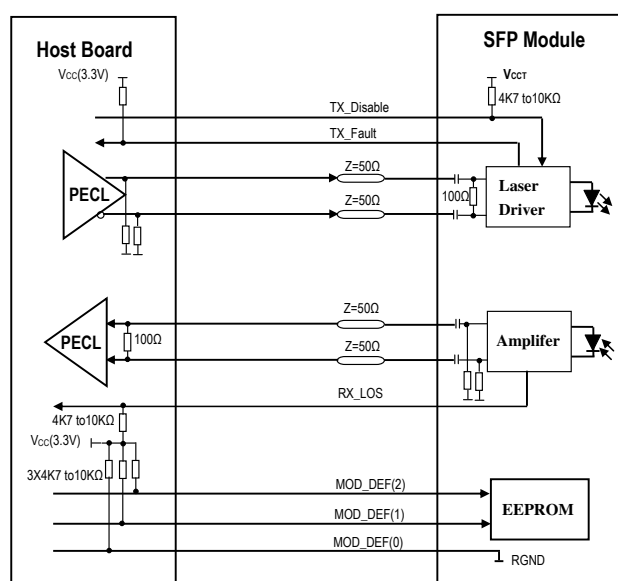 Host Board
SFP Module
Vcc(3.3V)
VCCT
4K7 to10KΩ
TX_Disable
TX_Fault
Z=50Ω
PECL
100Ω
Laser
Driver
Z=50Ω
Z=50Ω
PECL
100Ω
Amplifer
Z=50Ω
RX_LOS
4K7 to10KΩ
Vcc(3.3V)
3X4K7 to10KΩ
MOD_DEF(2)
EEPROM
MOD_DEF(1)
MOD_DEF(0)
RGND